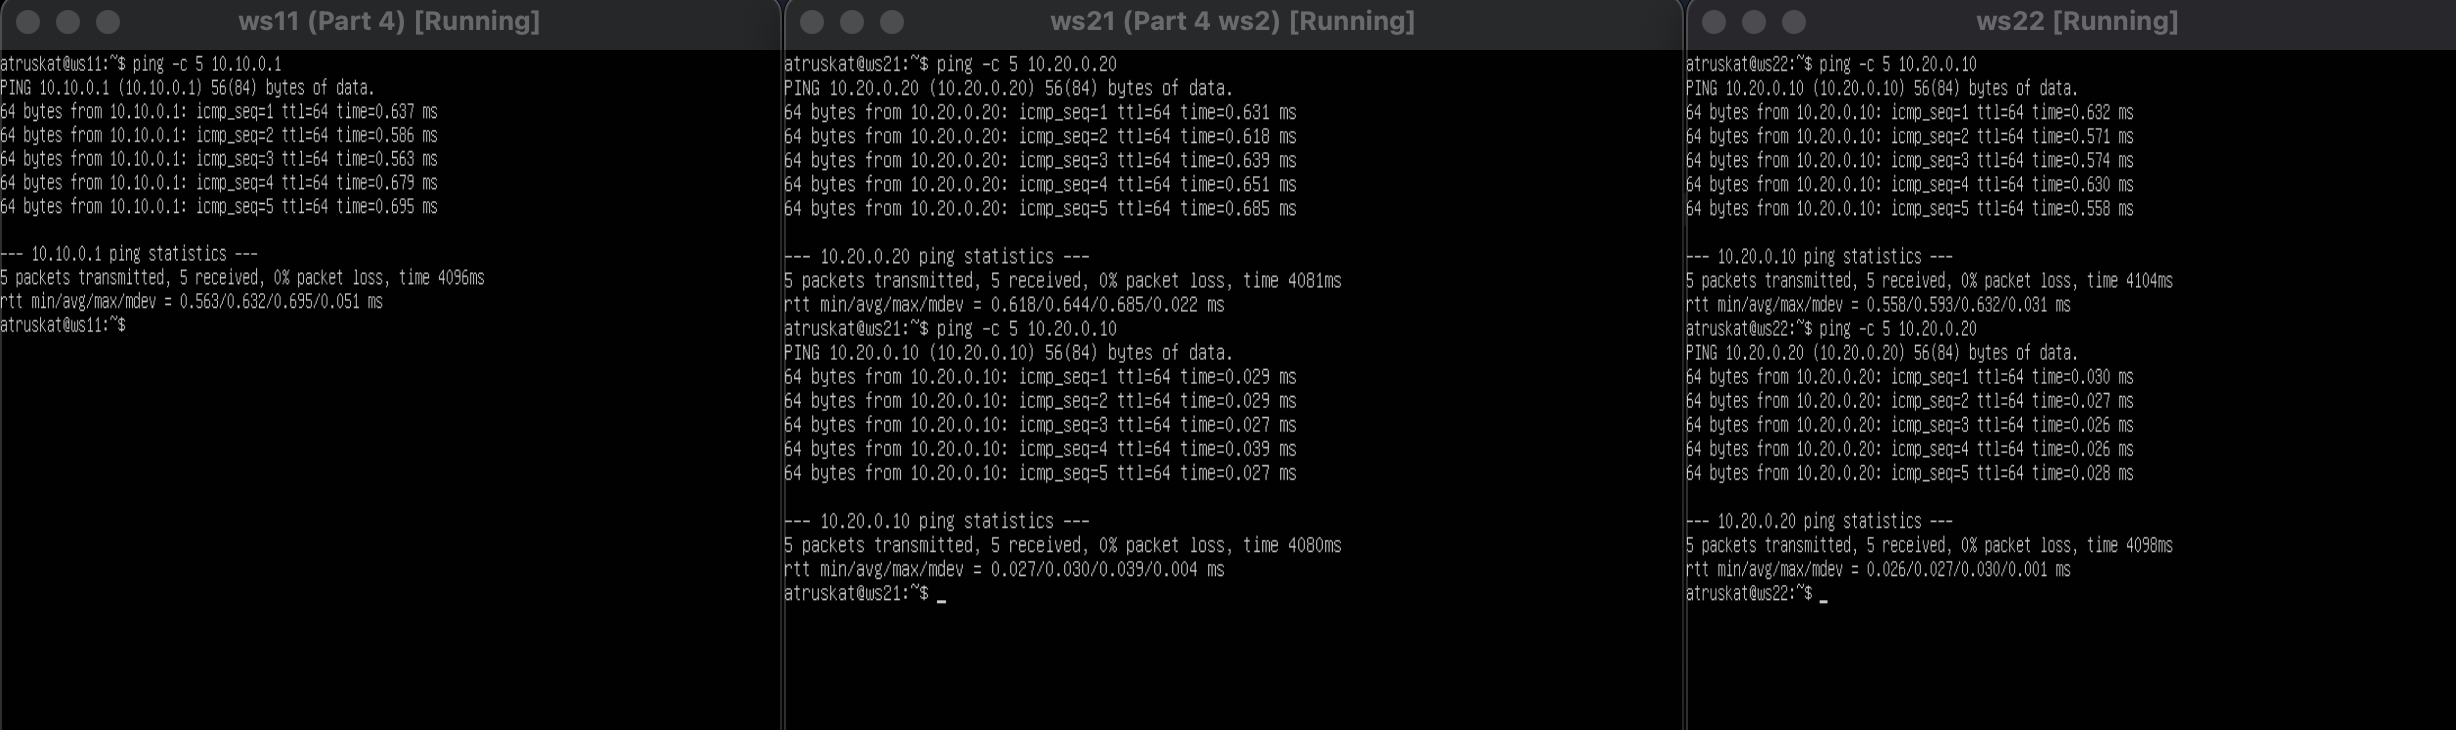 ws11 (Part 4) [Running]
atruskat@ws11:~$ ping -c 5 10.10.0.1
PING 10.10.0.1 (10.10.0.1) 56(84) bytes of data.
64 bytes from 10.10.0.1: icmp_seq=1 ttl=64 time=0.637 ms
64 bytes from 10.10.0.1: icmp_seq=2 ttl=64 time=0.586 ms
64 bytes from 10.10.0.1: icmp_seq=3 ttl=64 time=0.563 ms
64 bytes from 10.10.0.1: icmp_seq=4 ttl=64 time=0.679 ms
64 bytes from 10.10.0.1: icmp_seq=5 ttl=64 time=0.695 ms
--- 10.10.0.1 ping statistics ---
5 packets transmitted, 5 received, 0% packet loss, time 4096ms
rtt min/avg/max/mdev = 0.563/0.632/0.695/0.051 ms
atruskat@ws11:~$
ws21 (Part 4 ws2) [Running]
atruskat@ws21:~$ ping -c 5 10.20.0.20
PING 10.20.0.20 (10.20.0.20) 56(84) bytes of data.
64 bytes from 10.20.0.20: icmp_seq=1 ttl=64 time=0.631 ms
64 bytes from 10.20.0.20: icmp_seq=2 ttl=64 time=0.618 ms
64 bytes from 10.20.0.20: icmp_seq=3 ttl=64 time=0.639 ms
64 bytes from 10.20.0.20: icmp_seq=4 ttl=64 time=0.651 ms
64 bytes from 10.20.0.20: icmp_seq=5 ttl=64 time=0.685 ms
--- 10.20.0.20 ping statistics ---
5 packets transmitted, 5 received, 0% packet loss, time 4081ms
rtt min/avg/max/mdev = 0.618/0.644/0.685/0.022 ms
atruskat@ws21:~$ ping -c 5 10.20.0.10
PING 10.20.0.10 (10.20.0.10) 56(84) bytes of data.
64 bytes from 10.20.0.10: icmp_seq=1 ttl=64 time=0.029 ms
64 bytes from 10.20.0.10: icmp_seq=2 ttl=64 time=0.029 ms
64 bytes from 10.20.0.10: icmp_seq=3 ttl=64 time=0.027 ms
64 bytes from 10.20.0.10: icmp_seq=4 ttl=64 time=0.039 ms
64 bytes from 10.20.0.10: icmp_seq=5 ttl=64 time=0.027 ms
--- 10.20.0.10 ping statistics ---
5 packets transmitted, 5 received, 0% packet loss, time 4080ms
rtt min/avg/max/mdev = 0.027/0.030/0.039/0.004 ms
atruskat@ws21:~$ _
ws22 [Running]
atruskat@ws22:~$ ping -c 5 10.20.0.10
PING 10.20.0.10 (10.20.0.10) 56(84) bytes of data.
64 bytes from 10.20.0.10: icmp_seq=1 ttl=64 time=0.632 ms
64 bytes from 10.20.0.10: icmp_seq=2 ttl=64 time=0.571 ms
64 bytes from 10.20.0.10: icmp_seq=3 ttl=64 time=0.574 ms
64 bytes from 10.20.0.10: icmp_seq=4 ttl=64 time=0.630 ms
64 bytes from 10.20.0.10: icmp_seq=5 ttl=64 time=0.558 ms
--- 10.20.0.10 ping statistics ---
5 packets transmitted, 5 received, 0% packet loss, time 4104ms
rtt min/avg/max/mdev = 0.558/0.593/0.632/0.031 ms
atruskat@ws22:~$ ping -c 5 10.20.0.20
PING 10.20.0.20 (10.20.0.20) 56(84) bytes of data.
64 bytes from 10.20.0.20: icmp_seq=1 ttl=64 time=0.030 ms
64 bytes from 10.20.0.20: icmp_seq=2 ttl=64 time=0.027 ms
64 bytes from 10.20.0.20: icmp_seq=3 ttl=64 time=0.026 ms
64 bytes from 10.20.0.20: icmp_seq=4 ttl=64 time=0.026 ms
64 bytes from 10.20.0.20: icmp_seq=5 ttl=64 time=0.028 ms
--- 10.20.0.20 ping statistics ---
5 packets transmitted, 5 received, 0% packet loss, time 4098ms
rtt min/avg/max/mdev = 0.026/0.027/0.030/0.001 ms
atruskat@ws22:~$ _